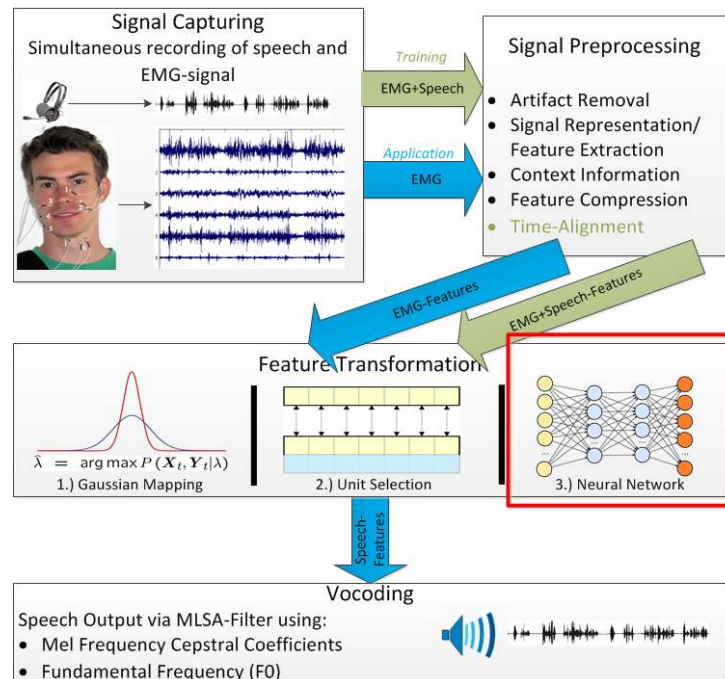 Signal Capturing
Simultaneous recording of speech and
EMG-signal
Training
EMG+Speech
Application
EMG
Signal Preprocessing
• Artifact Removal
• Signal Representation/
Feature Extraction
• Context Information
• Feature Compression
• Time-Alignment
EMG-Features
EMG+Speech-Features
Feature Transformation
λ̂ = arg max P (X_t, Y_t|λ)
1.) Gaussian Mapping
2.) Unit Selection
...
...
...
...
3.) Neural Network
Speech-
Features
Vocoding
Speech Output via MLSA-Filter using:
• Mel Frequency Cepstral Coefficients
• Fundamental Frequency (F0)